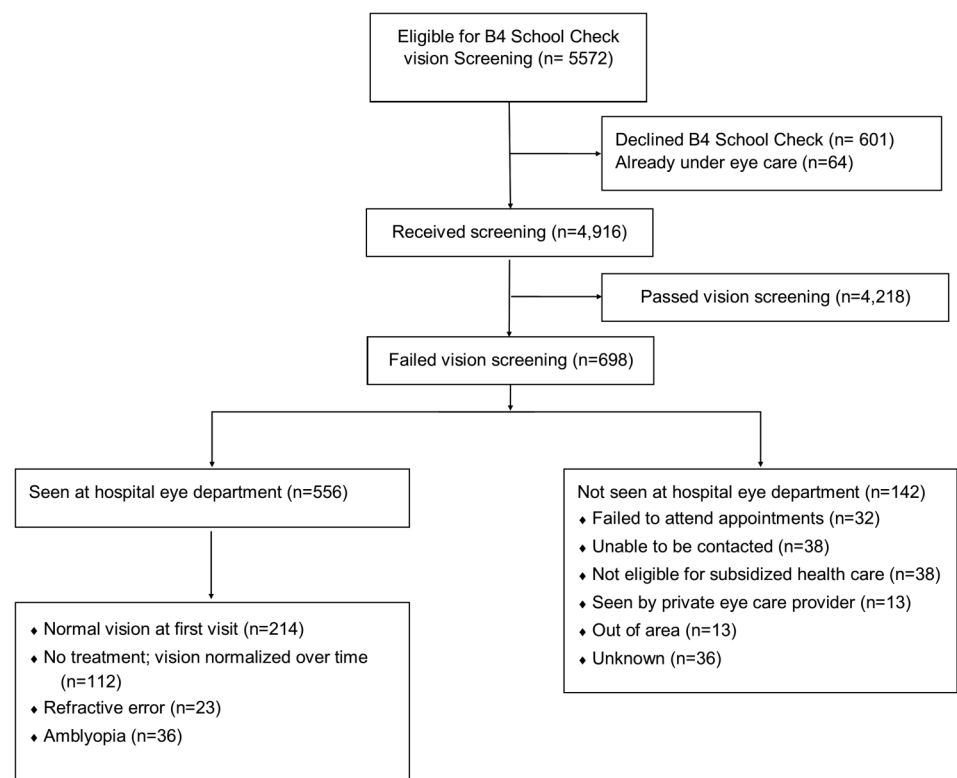 Eligible for B4 School Check
vision Screening (n= 5572)
Declined B4 School Check (n= 601)
Already under eye care (n=64)
Received screening (n=4,916)
Passed vision screening (n=4,218)
Failed vision screening (n=698)
Seen at hospital eye department (n=556)
♦ Normal vision at first visit (n=214)
♦ No treatment; vision normalized over time
(n=112)
♦ Refractive error (n=23)
♦ Amblyopia (n=36)
Not seen at hospital eye department (n=142)
♦ Failed to attend appointments (n=32)
♦ Unable to be contacted (n=38)
♦ Not eligible for subsidized health care (n=38)
♦ Seen by private eye care provider (n=13)
♦ Out of area (n=13)
♦ Unknown (n=36)